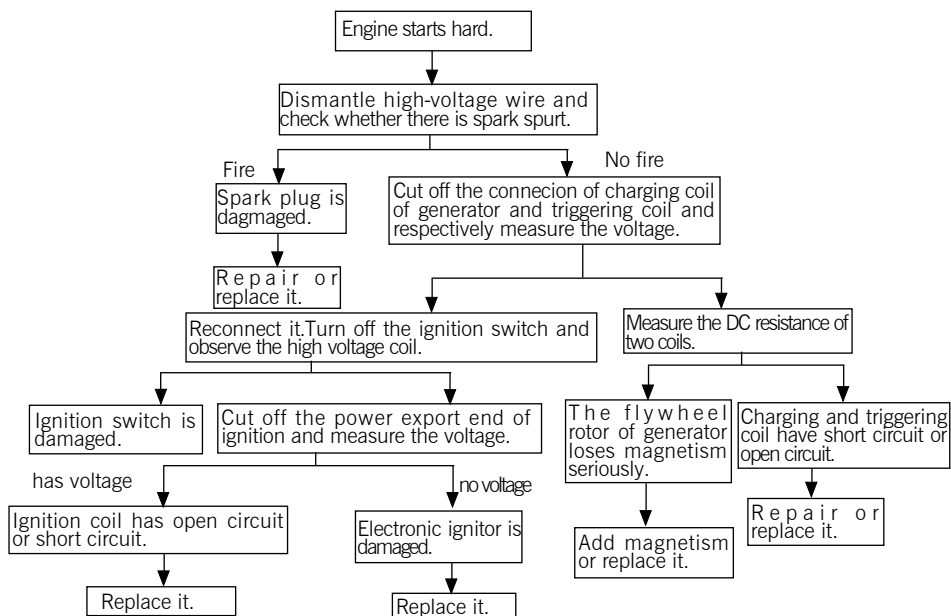 Engine starts hard.
Dismantle high-voltage wire and
check whether there is spark spurt.
Fire
No fire
Spark plug is
dagmaged.
Cut off the connecion of charging coil
of generator and triggering coil and
respectively measure the voltage.
Repair or
replace it.
Reconnect it.Turn off the ignition switch and
observe the high voltage coil.
Measure the DC resistance of
two coils.
Ignition switch is
damaged.
Cut off the power export end of
ignition and measure the voltage.
The flywheel
rotor of generator
loses magnetism
seriously.
Charging and triggering
coil have short circuit or
open circuit.
has voltage
no voltage
Ignition coil has open circuit
or short circuit.
Electronic ignitor is
damaged.
Add magnetism
or replace it.
Repair or
replace it.
Replace it.
Replace it.